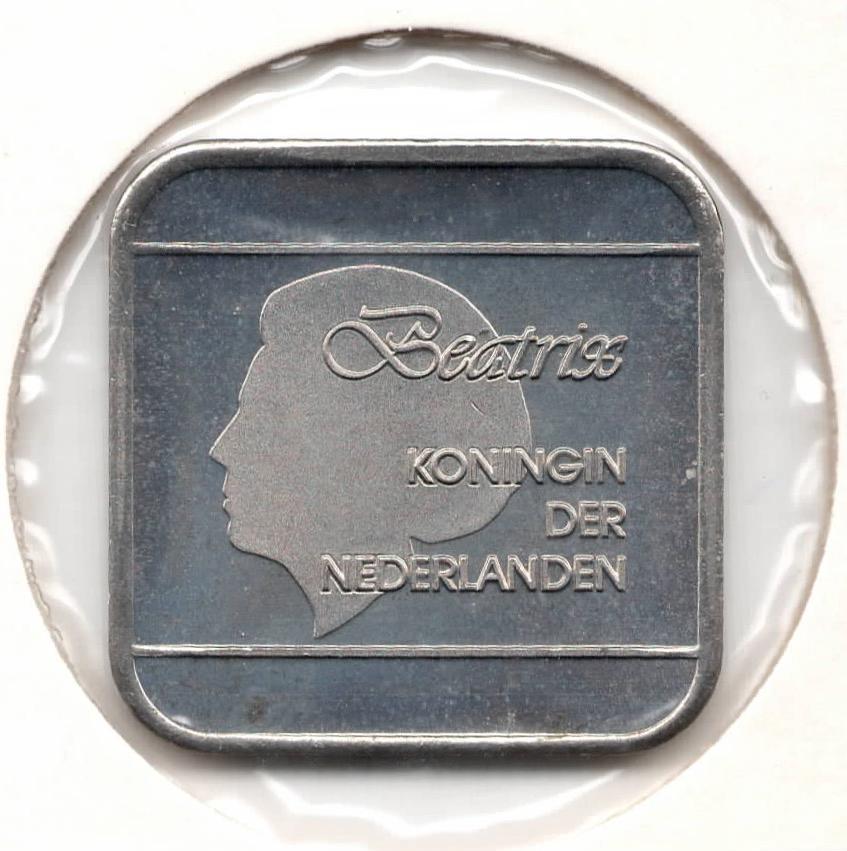 Beatrix
KONINGIN
DER
NEDERLANDEN